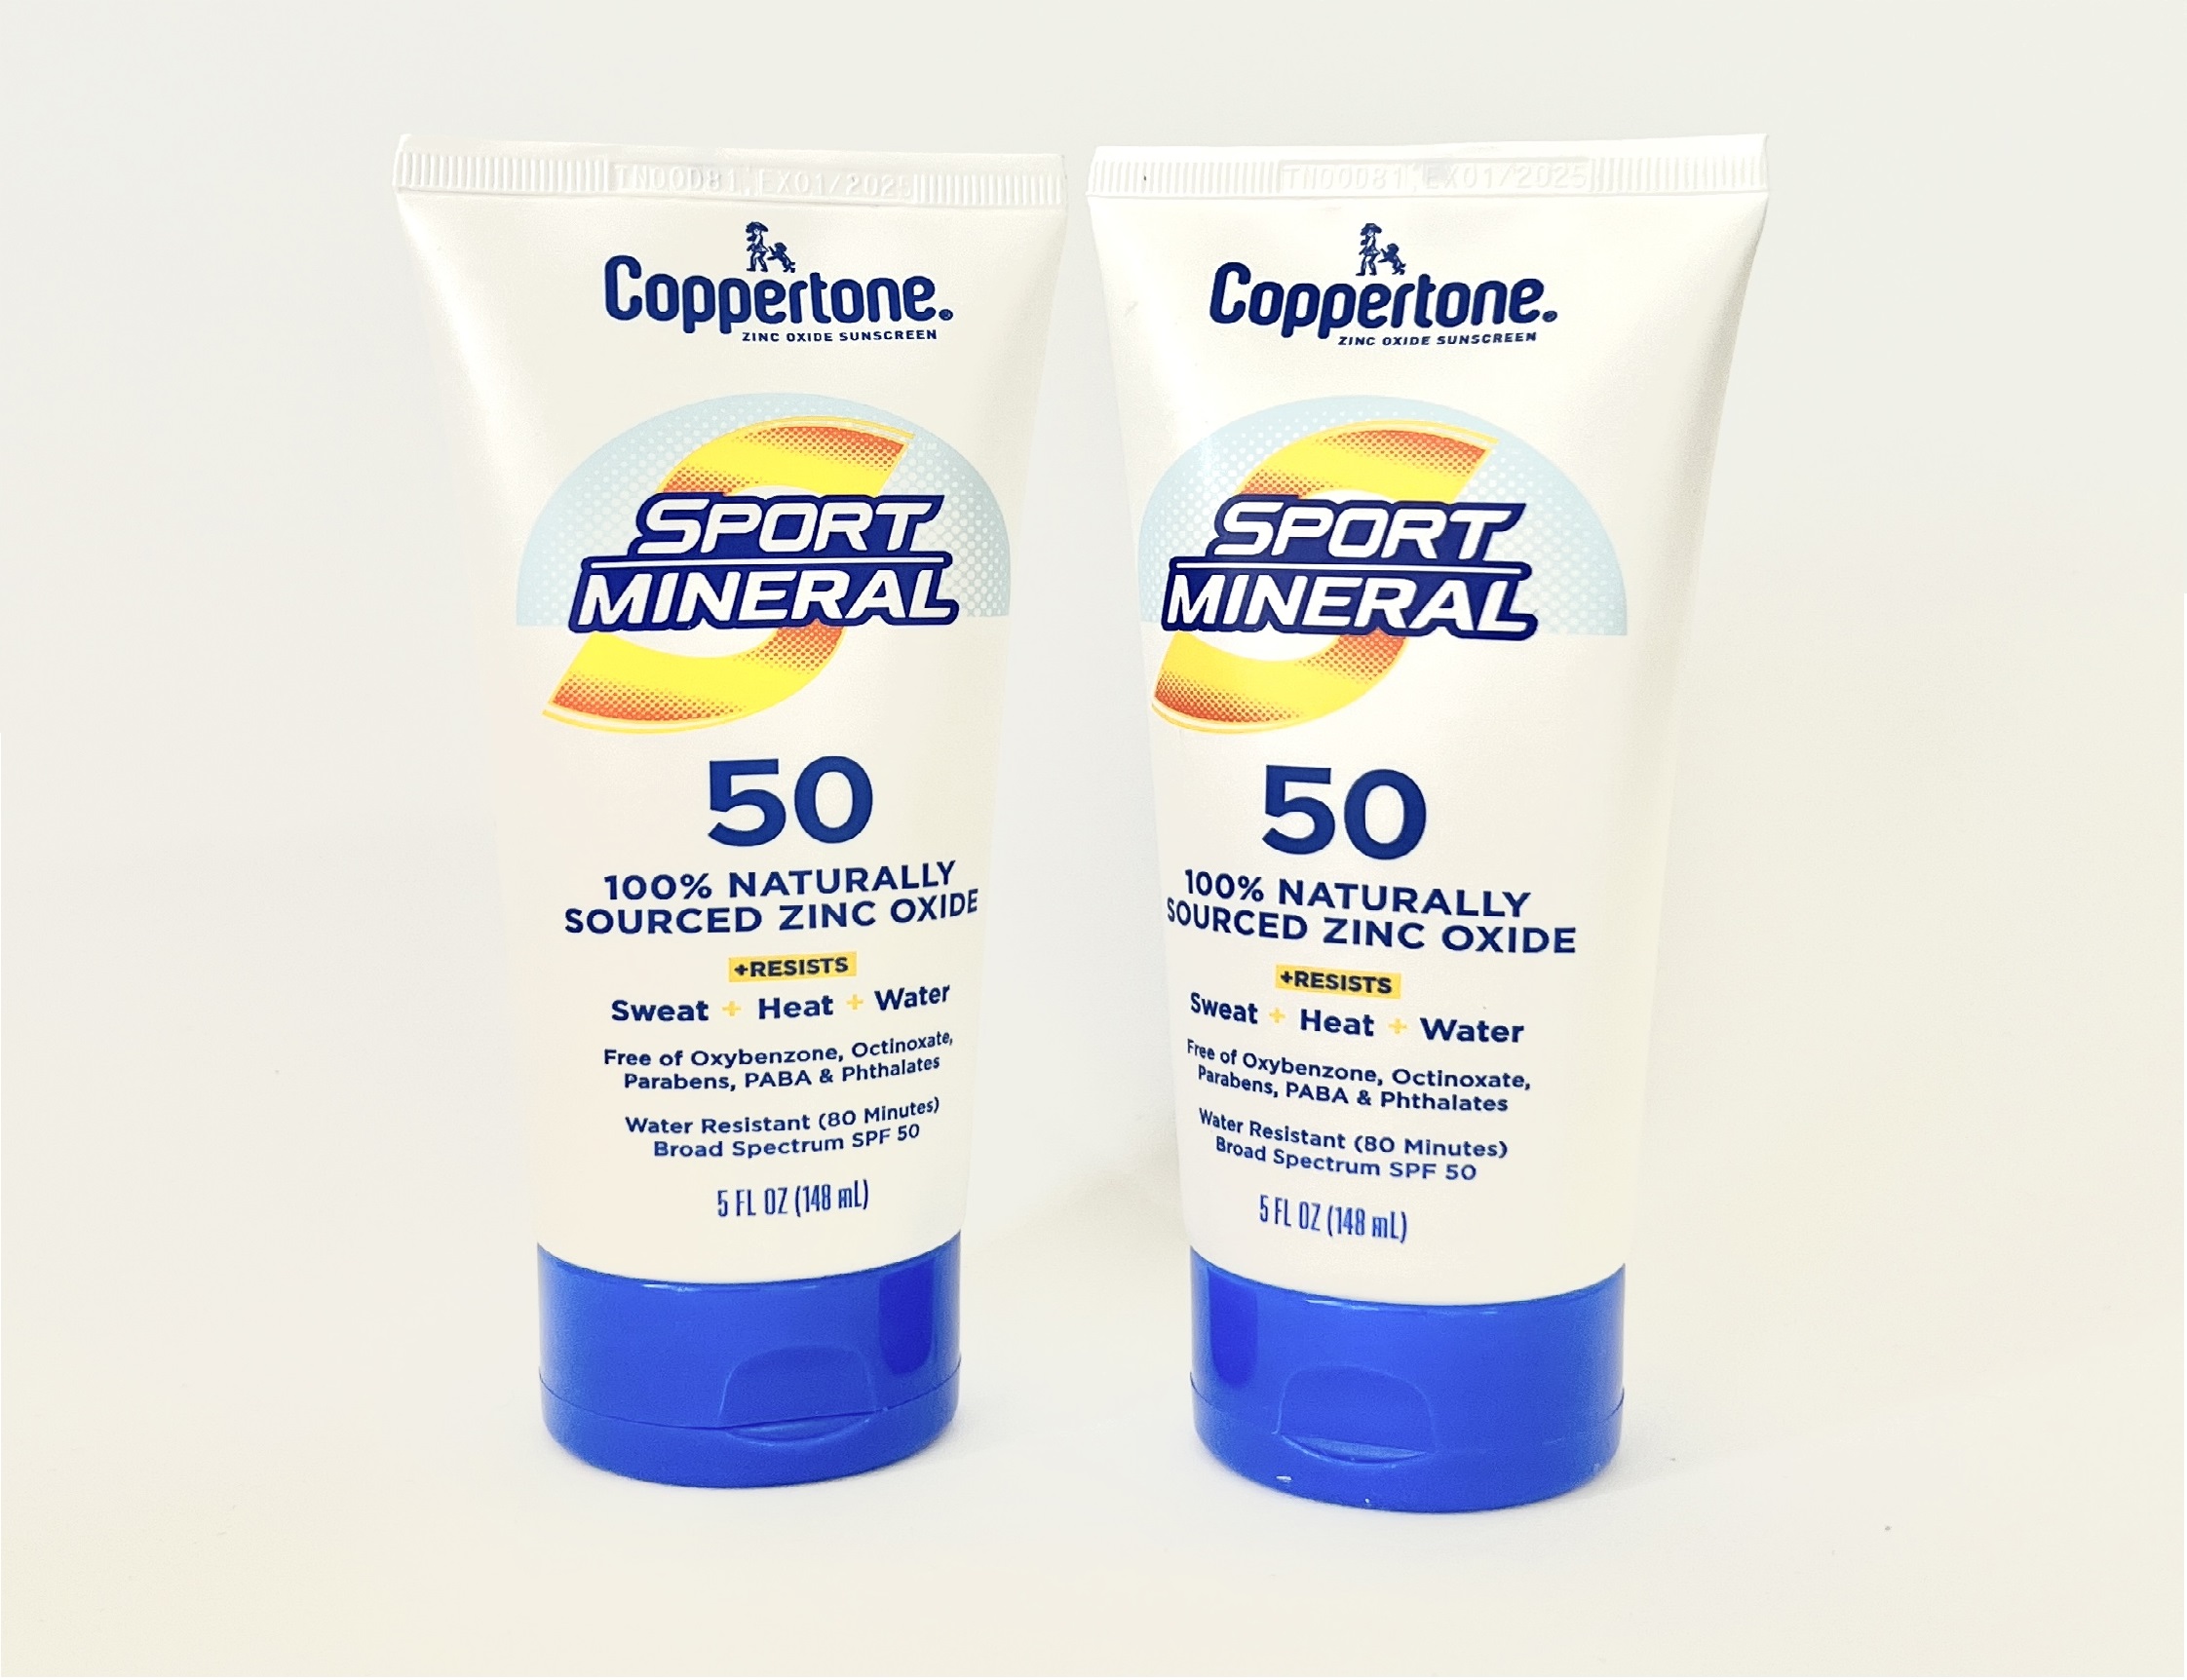 TN00D81, EX01/2025
Coppertone®
ZINC OXIDE SUNSCREEN
SPORT
MINERAL
50
100% NATURALLY
SOURCED ZINC OXIDE
+RESISTS
Sweat + Heat + Water
Free of Oxybenzone, Octinoxate,
Parabens, PABA & Phthalates
Water Resistant (80 Minutes)
Broad Spectrum SPF 50
5 FL OZ (148 mL)
TN00D81, EX01/2025
Coppertone®
ZINC OXIDE SUNSCREEN
SPORT
MINERAL
50
100% NATURALLY
SOURCED ZINC OXIDE
+RESISTS
Sweat + Heat + Water
Free of Oxybenzone, Octinoxate,
Parabens, PABA & Phthalates
Water Resistant (80 Minutes)
Broad Spectrum SPF 50
5 FL OZ (148 mL)